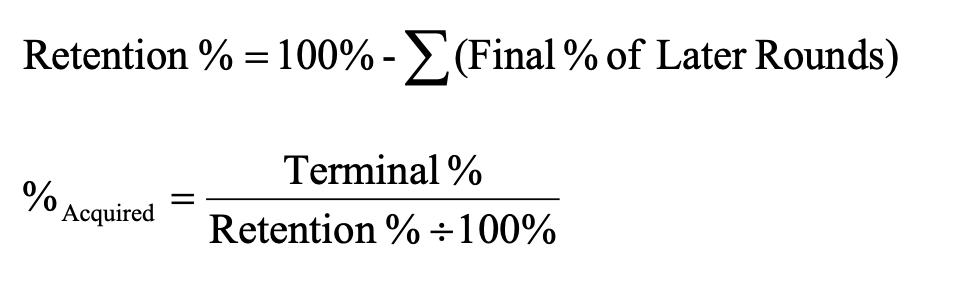 Retention % = 100% - ∑(Final % of Later Rounds)
Terminal %
% Acquired =
Retention % ÷ 100%